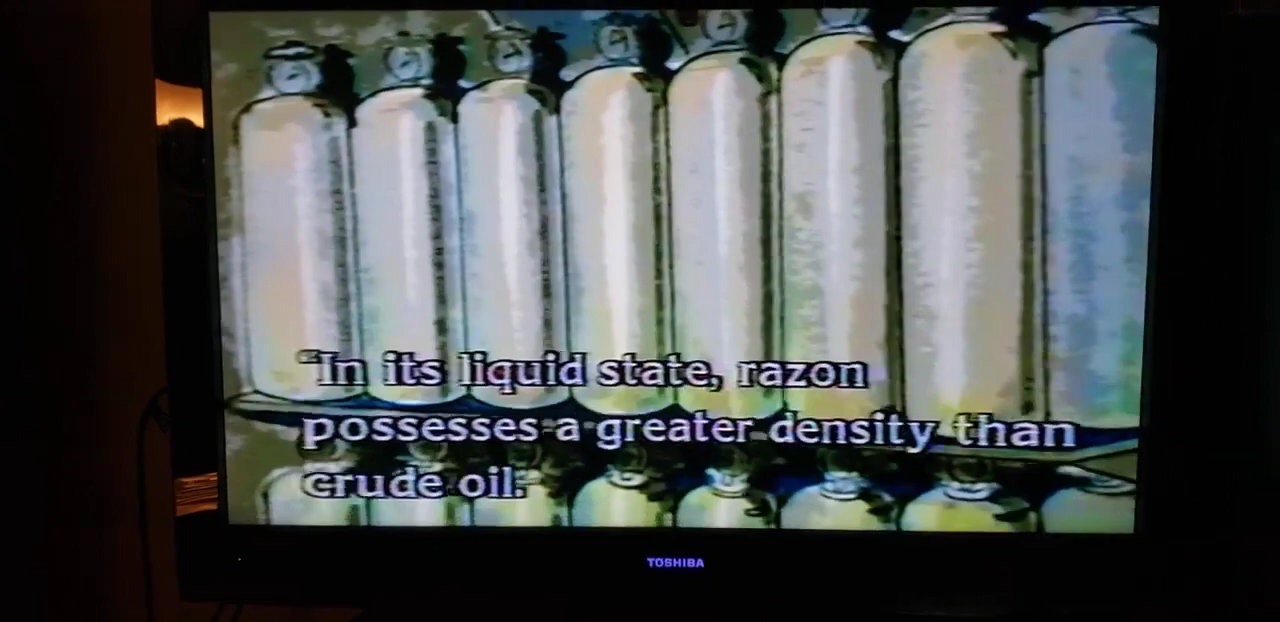 "In its liquid state, razon
possesses a greater density than
crude oil.
TOSHIBA